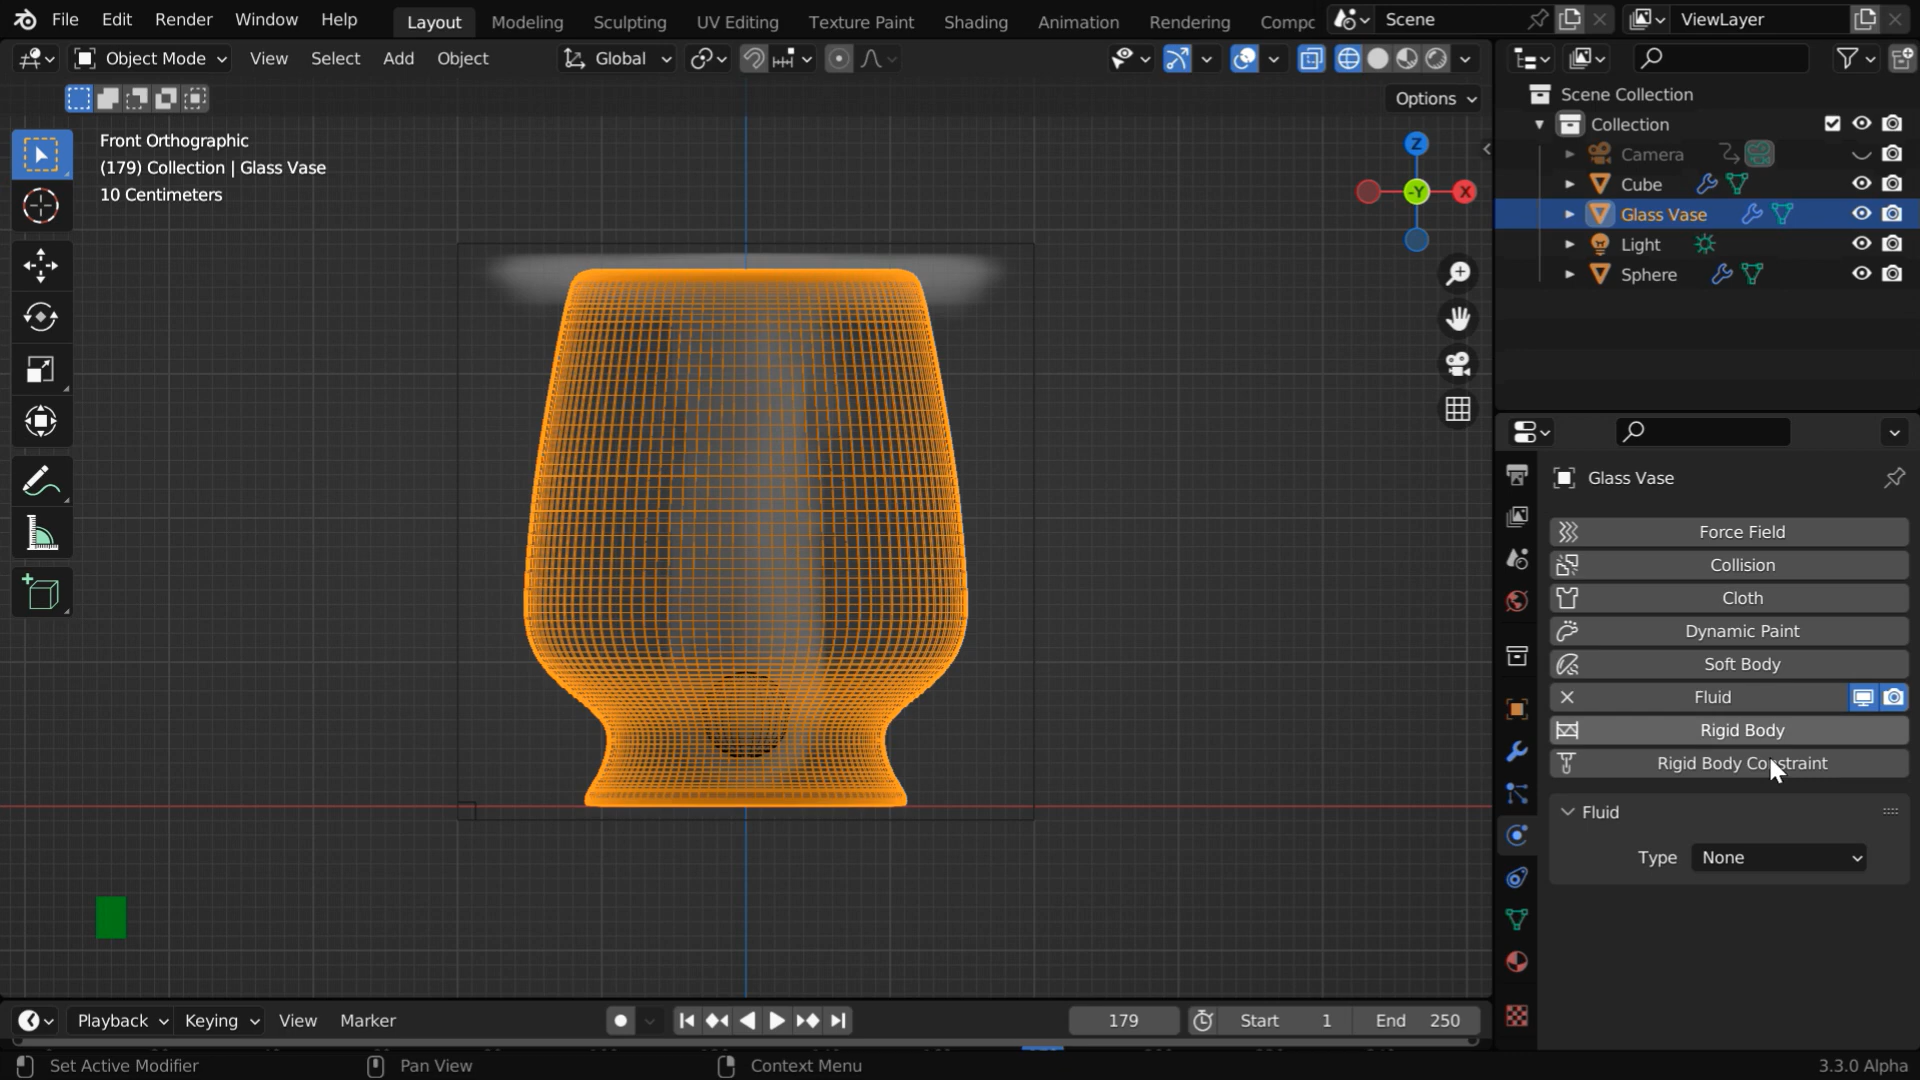 File Edit Render Window Help Layout Modeling Sculpting UV Editing Texture Paint Shading Animation Rendering Compc Scene ViewLayer
Object Mode View Select Add Object Global
Options
Front Orthographic
(179) Collection | Glass Vase
10 Centimeters
Z
-Y
X
Scene Collection
Collection
Camera
Cube
Glass Vase
Light
Sphere
Glass Vase
Force Field
Collision
Cloth
Dynamic Paint
Soft Body
Fluid
Rigid Body
Rigid Body Constraint
Fluid
Type None
Playback Keying View Marker 179 Start 1 End 250
Set Active Modifier Pan View Context Menu 3.3.0 Alpha